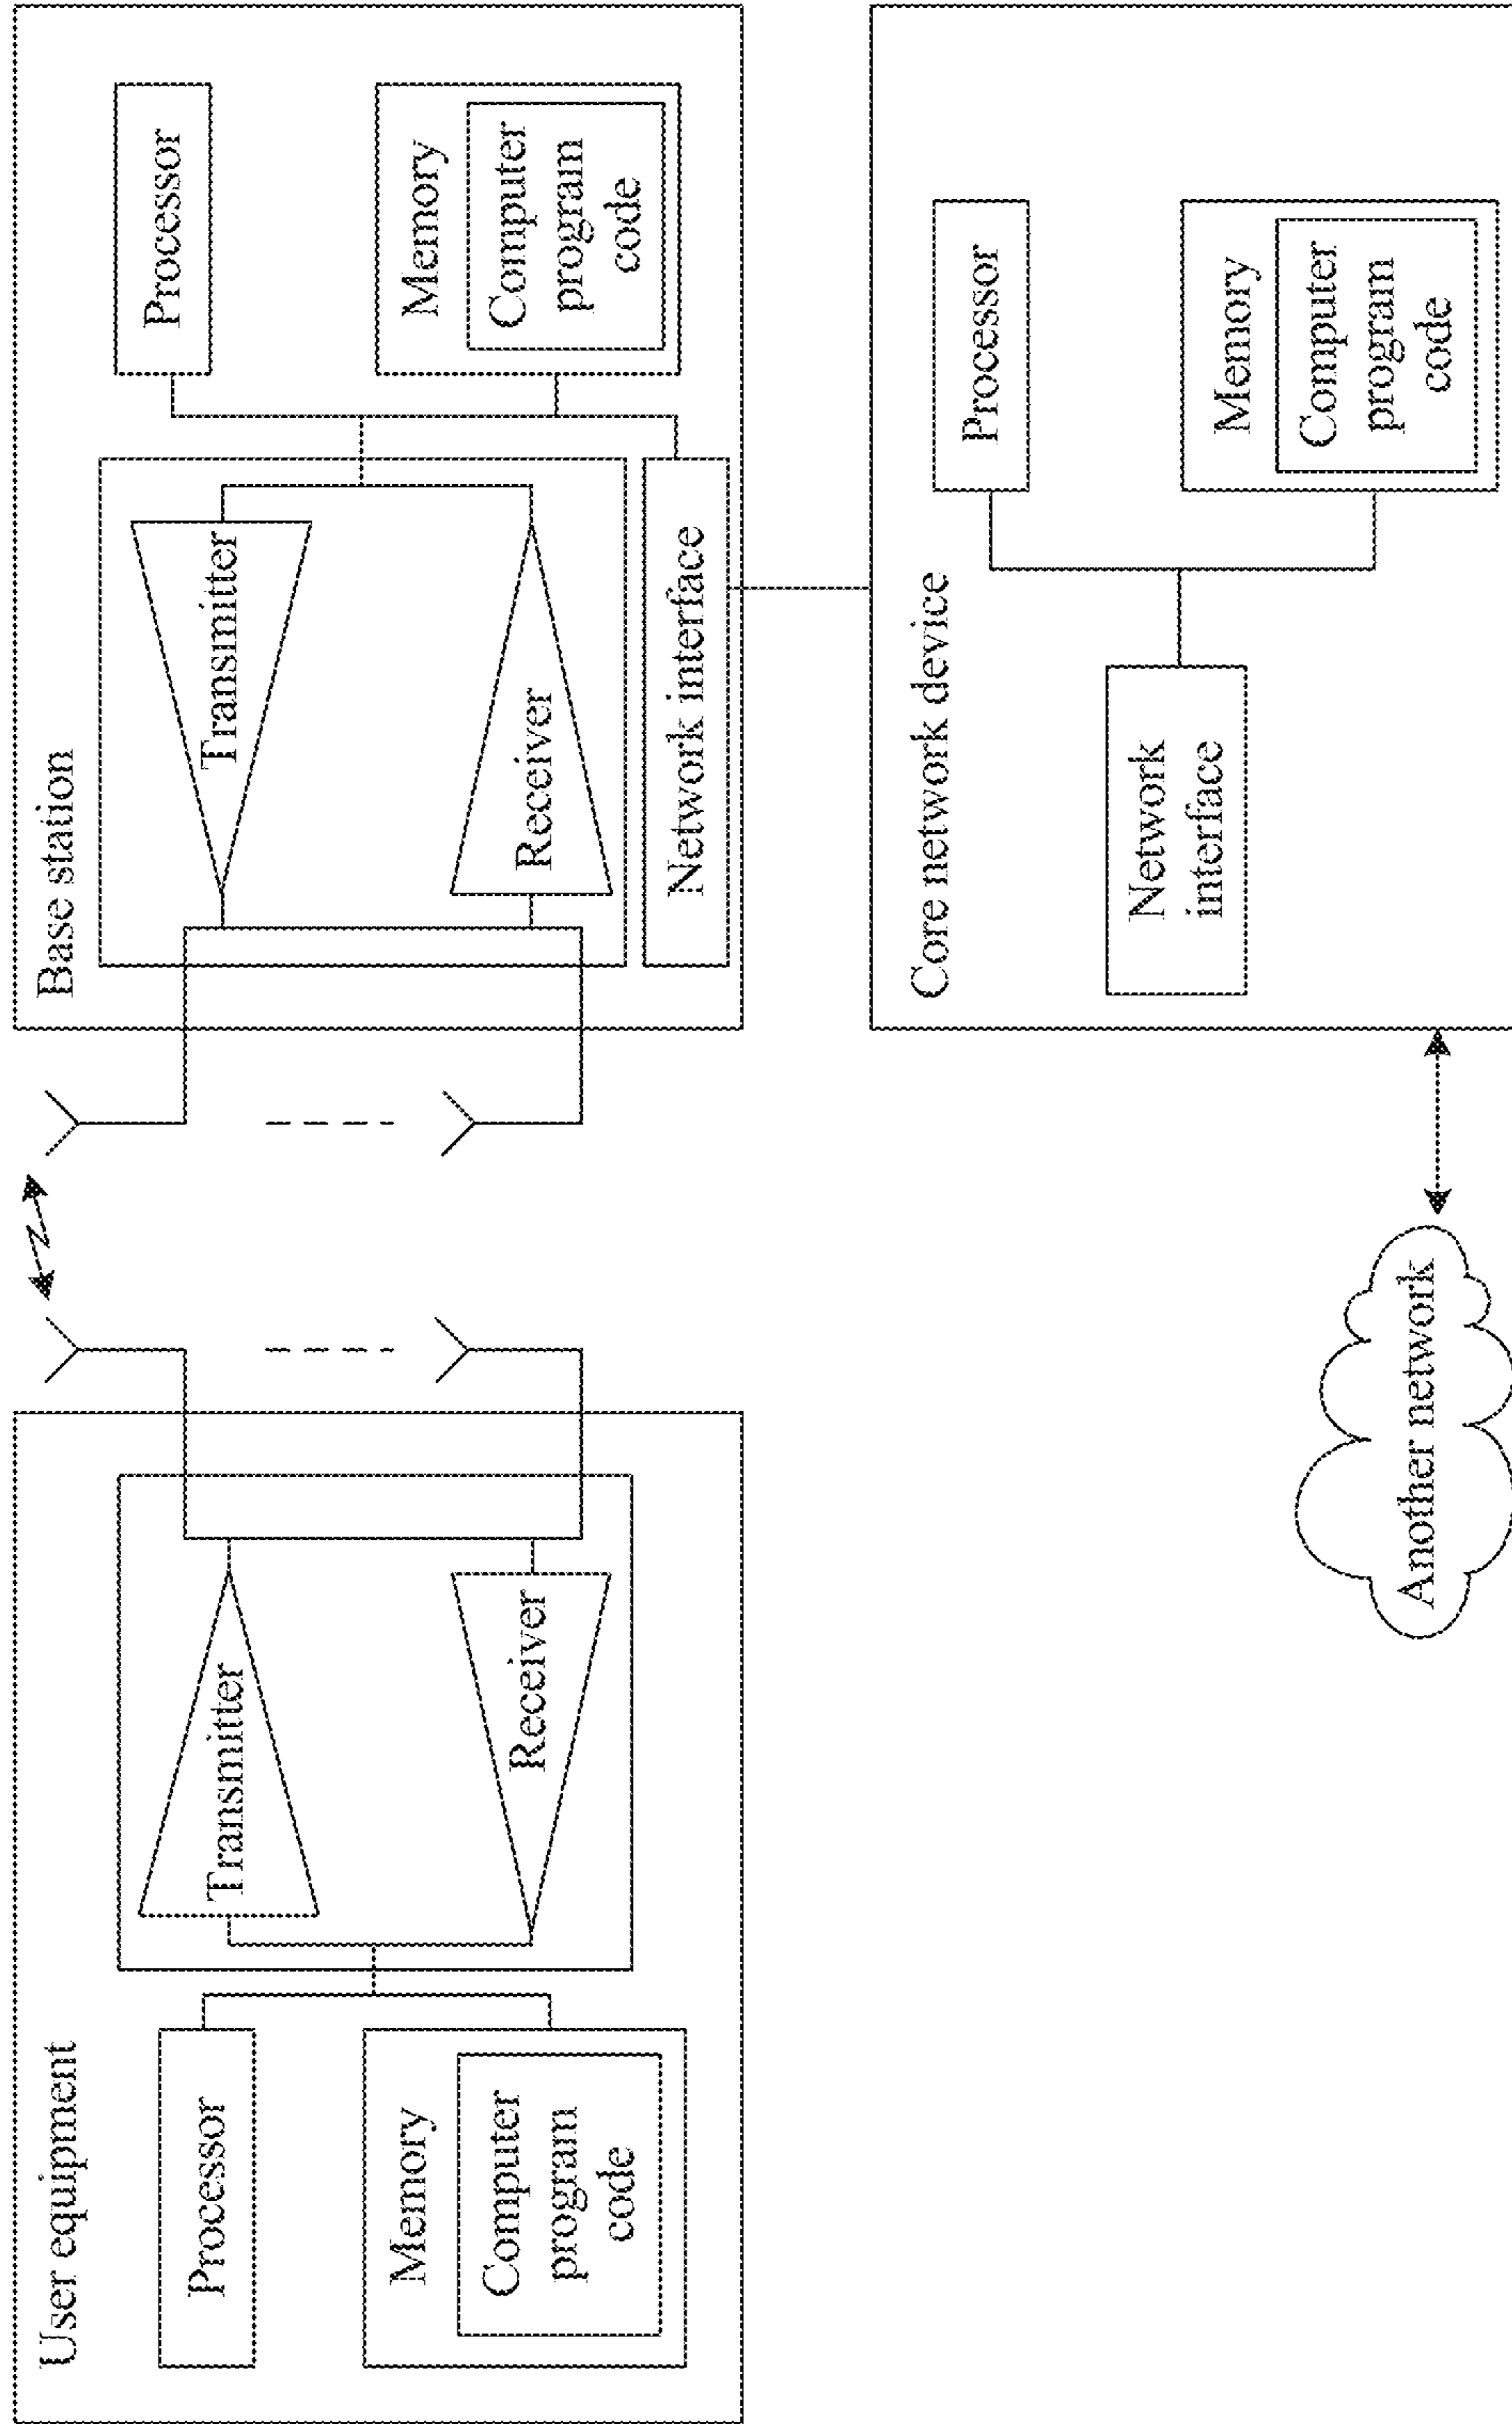 User equipment
Processor
Memory
Computer
program
code
Transmitter
Receiver
Base station
Transmitter
Receiver
Network interface
Processor
Memory
Computer
program
code
Core network device
Network
interface
Processor
Memory
Computer
program
code
Another network